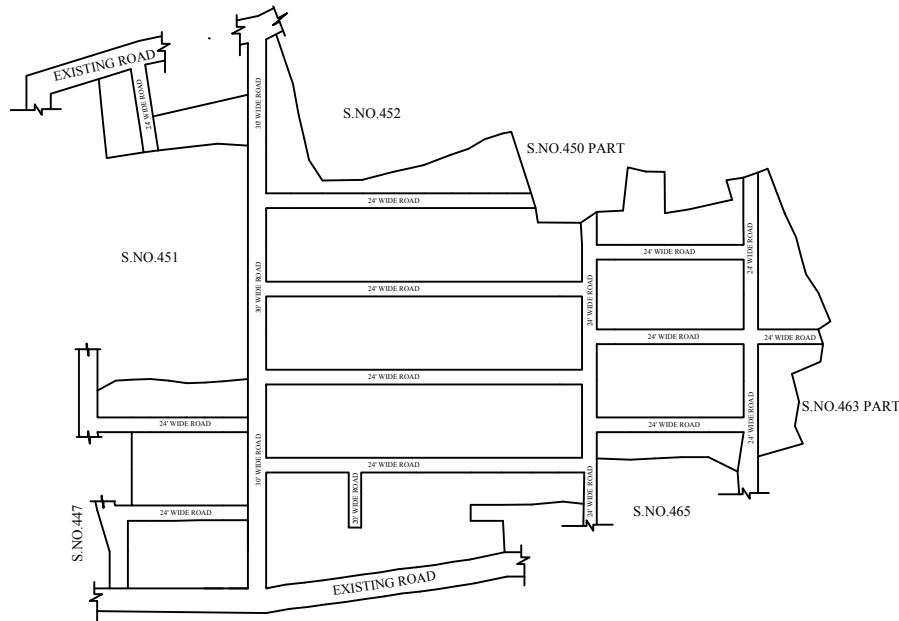 EXISTING ROAD
24' WIDE ROAD
30' WIDE ROAD
S.NO.452
S.NO.450 PART
24' WIDE ROAD
S.NO.451
30' WIDE ROAD
24' WIDE ROAD
24' WIDE ROAD
24' WIDE ROAD
24' WIDE ROAD
24' WIDE ROAD
24' WIDE ROAD
24' WIDE ROAD
S.NO.463 PART
24' WIDE ROAD
24' WIDE ROAD
24' WIDE ROAD
24' WIDE ROAD
30' WIDE ROAD
24' WIDE ROAD
20' WIDE ROAD
24' WIDE ROAD
24' WIDE ROAD
S.NO.465
S.NO.447
EXISTING ROAD